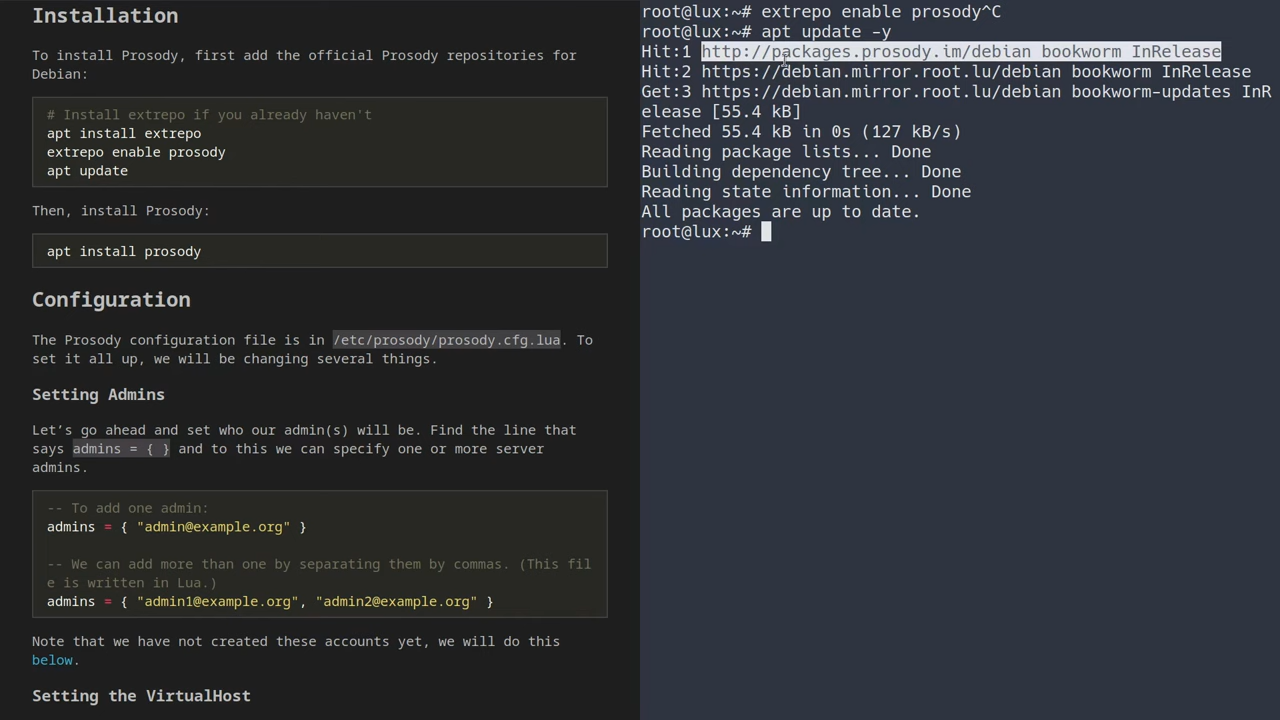 Installation
To install Prosody, first add the official Prosody repositories for
Debian:
# Install extrepo if you already haven't
apt install extrepo
extrepo enable prosody
apt update
Then, install Prosody:
apt install prosody
Configuration
The Prosody configuration file is in /etc/prosody/prosody.cfg.lua. To
set it all up, we will be changing several things.
Setting Admins
Let’s go ahead and set who our admin(s) will be. Find the line that
says admins = { } and to this we can specify one or more server
admins.
-- To add one admin:
admins = { "admin@example.org" }
-- We can add more than one by separating them by commas. (This fil
e is written in Lua.)
admins = { "admin1@example.org", "admin2@example.org" }
Note that we have not created these accounts yet, we will do this
below.
Setting the VirtualHost
root@lux:~# extrepo enable prosody^C
root@lux:~# apt update -y
Hit:1 http://packages.prosody.im/debian bookworm InRelease
Hit:2 https://debian.mirror.root.lu/debian bookworm InRelease
Get:3 https://debian.mirror.root.lu/debian bookworm-updates InR
elease [55.4 kB]
Fetched 55.4 kB in 0s (127 kB/s)
Reading package lists... Done
Building dependency tree... Done
Reading state information... Done
All packages are up to date.
root@lux:~#